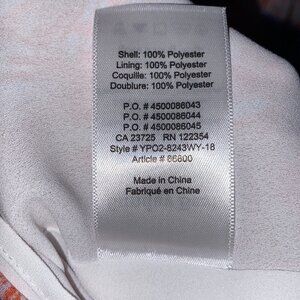 Shell: 100% Polyester
Lining: 100% Polyester
Coquille: 100% Polyester
Doublure: 100% Polyester
P.O. # 4500086043
P.O. # 4500086044
P.O. # 4500086045
CA 23725 RN 122354
Style # YPO2-8243WY-18
Article # 86800
Made in China
Fabriqué en Chine